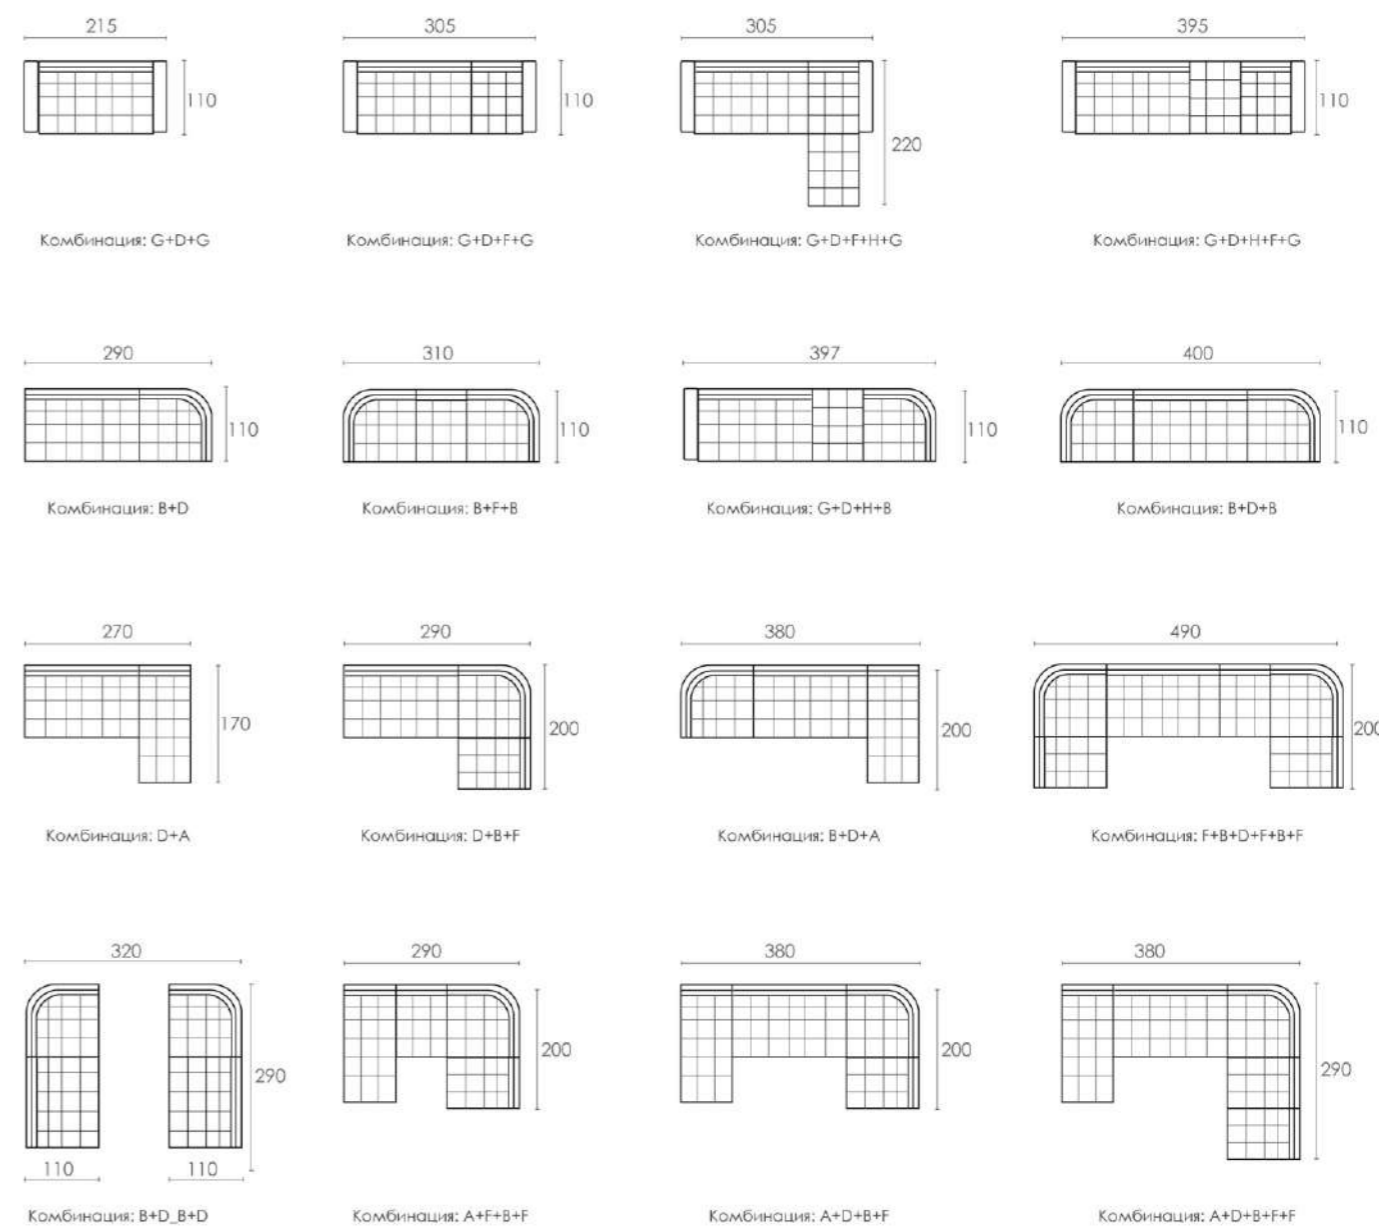 215
305
305
395
110
110
220
110
Комбинация: G+D+G
Комбинация: G+D+F+G
Комбинация: G+D+F+H+G
Комбинация: G+D+H+F+G
290
310
397
400
110
110
110
110
Комбинация: B+D
Комбинация: B+F+B
Комбинация: G+D+H+B
Комбинация: B+D+B
270
290
380
490
170
200
200
200
Комбинация: D+A
Комбинация: D+B+F
Комбинация: B+D+A
Комбинация: F+B+D+F+B+F
320
290
380
380
290
200
200
290
110
110
Комбинация: B+D_B+D
Комбинация: A+F+B+F
Комбинация: A+D+B+F
Комбинация: A+D+B+F+F